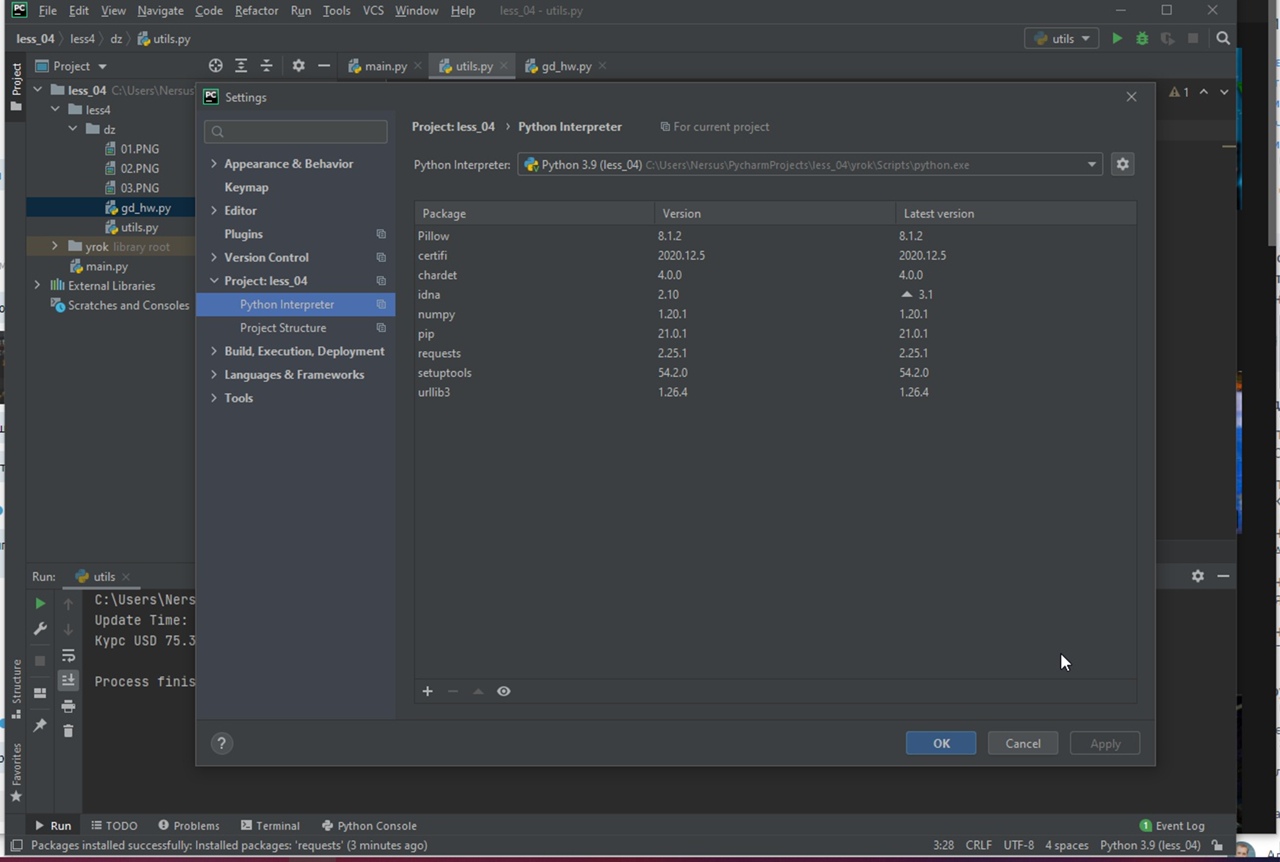 PC File Edit View Navigate Code Refactor Run Tools VCS Window Help less_04 - utils.py
less_04 less4 dz utils.py utils
Project main.py utils.py gd_hw.py
Project
less_04 C:\Users\Nersus
less4
dz
01.PNG
02.PNG
03.PNG
gd_hw.py
utils.py
yrok library root
main.py
External Libraries
Scratches and Consoles
1
PC Settings
Appearance & Behavior
Keymap
Editor
Plugins
Version Control
Project: less_04
Python Interpreter
Project Structure
Build, Execution, Deployment
Languages & Frameworks
Tools
Project: less_04 › Python Interpreter For current project
Python Interpreter: Python 3.9 (less_04) C:\Users\Nersus\PycharmProjects\less_04\yrok\Scripts\python.exe
Package Version Latest version
Pillow 8.1.2 8.1.2
certifi 2020.12.5 2020.12.5
chardet 4.0.0 4.0.0
idna 2.10 3.1
numpy 1.20.1 1.20.1
pip 21.0.1 21.0.1
requests 2.25.1 2.25.1
setuptools 54.2.0 54.2.0
urllib3 1.26.4 1.26.4
? OK Cancel Apply
Run: utils
C:\Users\Ners
Update Time:
Курс USD 75.3
Process finis
Structure
Favorites
Run TODO Problems Terminal Python Console 1 Event Log
Packages installed successfully: Installed packages: 'requests' (3 minutes ago) 3:28 CRLF UTF-8 4 spaces Python 3.9 (less_04)